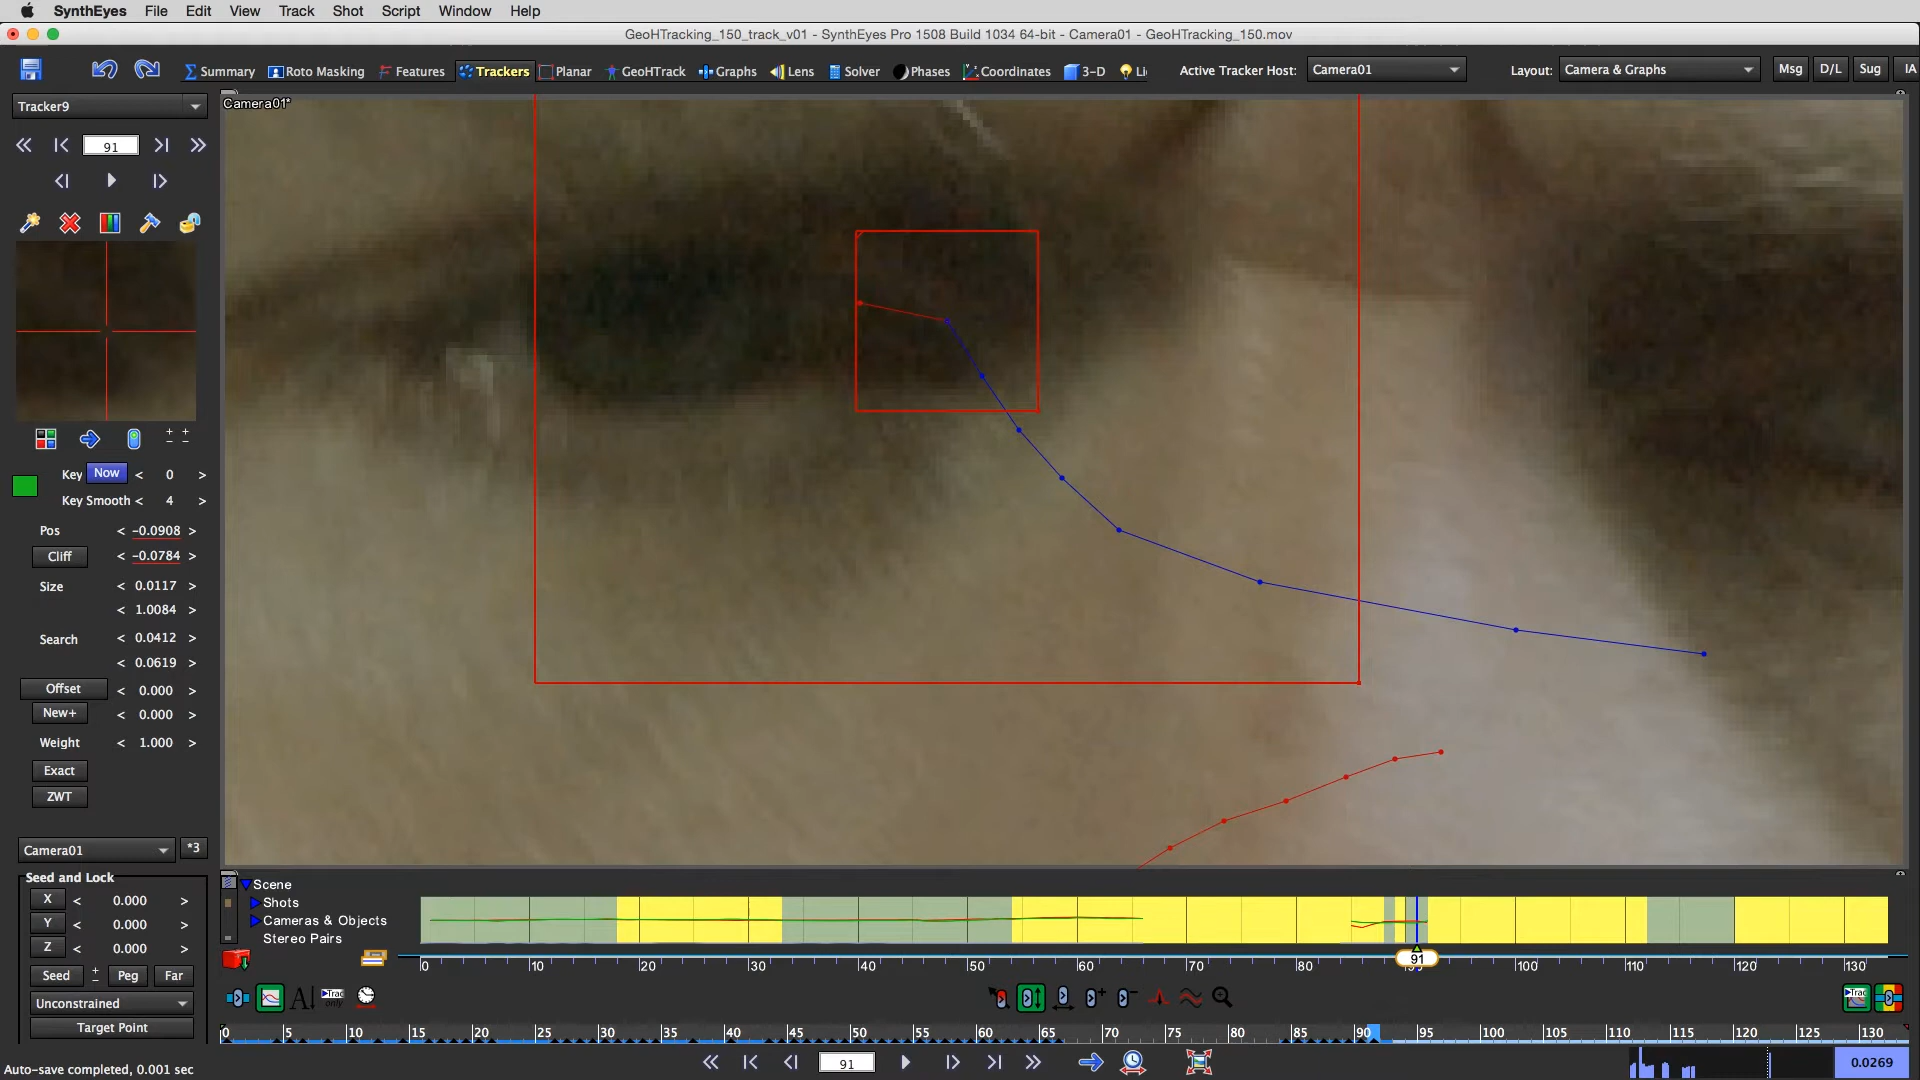 SynthEyes File Edit View Track Shot Script Window Help
GeoHTracking_150_track_v01 - SynthEyes Pro 1508 Build 1034 64-bit - Camera01 - GeoHTracking_150.mov
Summary Roto Masking Features Trackers Planar GeoHTrack Graphs Lens Solver Phases Coordinates 3-D Li Active Tracker Host: Camera01 Layout: Camera & Graphs Msg D/L Sug IA
Tracker9
Camera01*
91
Key Now < 0 >
Key Smooth < 4 >
Pos < -0.0908 >
Cliff < -0.0784 >
Size < 0.0117 >
< 1.0084 >
Search < 0.0412 >
< 0.0619 >
Offset < 0.000 >
New+ < 0.000 >
Weight < 1.000 >
Exact
ZWT
Camera01 *3
Seed and Lock
X < 0.000 >
Y < 0.000 >
Z < 0.000 >
Seed Peg Far
Unconstrained
Target Point
Scene
Shots
Cameras & Objects
Stereo Pairs
0 10 20 30 40 50 60 70 80 91 100 110 120 130
Trac only
Trac
0 5 10 15 20 25 30 35 40 45 50 55 60 65 70 75 80 85 90 95 100 105 110 115 120 125 130
91
0.0269
Auto-save completed, 0.001 sec